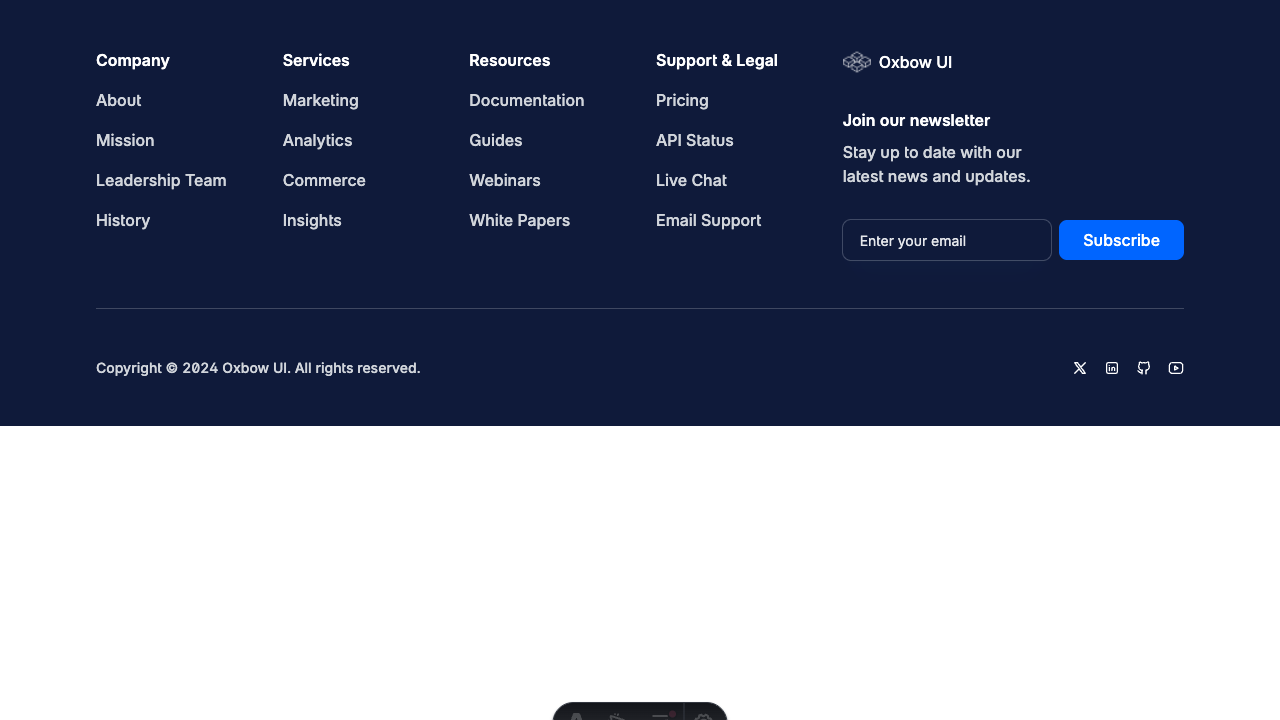 Company
About
Mission
Leadership Team
History
Services
Marketing
Analytics
Commerce
Insights
Resources
Documentation
Guides
Webinars
White Papers
Support & Legal
Pricing
API Status
Live Chat
Email Support
Oxbow UI
Join our newsletter
Stay up to date with our
latest news and updates.
Enter your email
Subscribe
Copyright © 2024 Oxbow UI. All rights reserved.